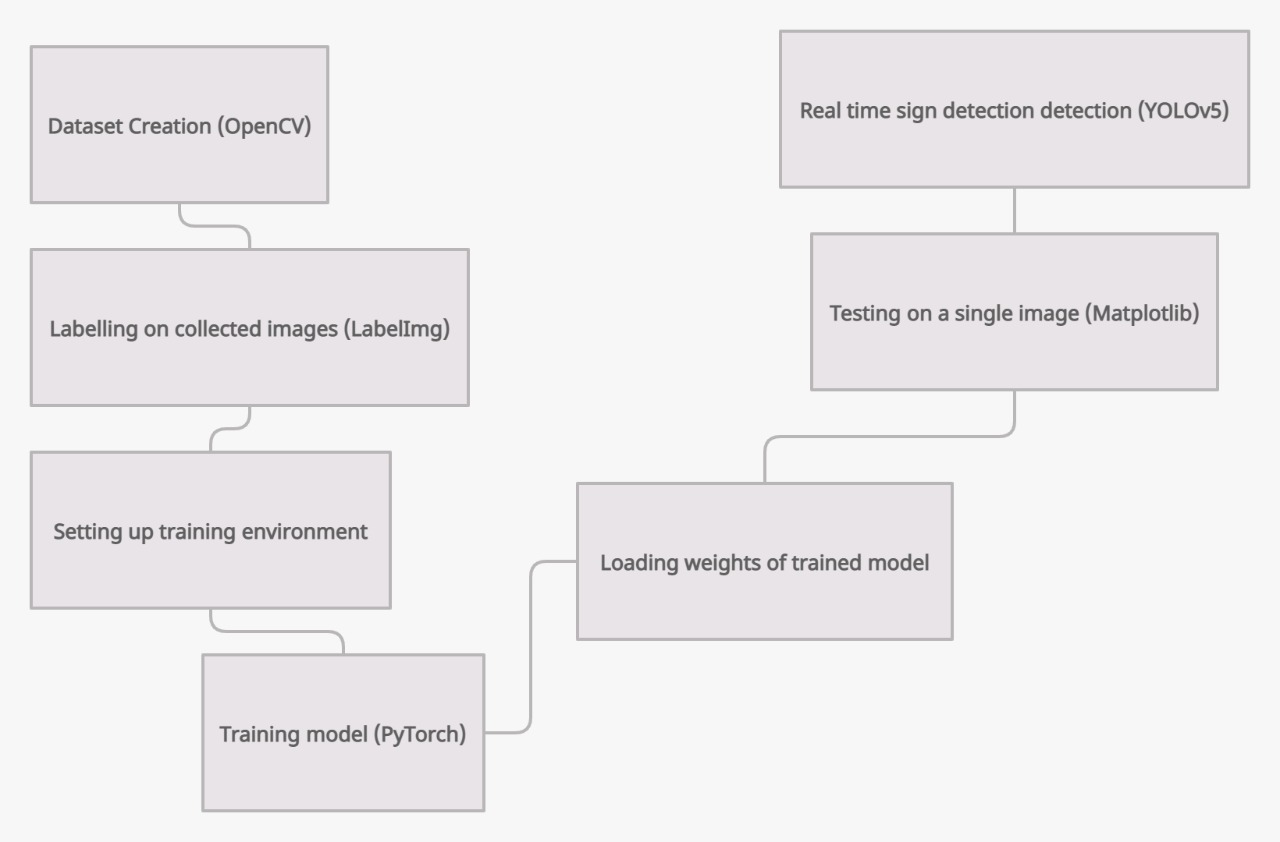 Dataset Creation (OpenCV)
Labelling on collected images (LabelImg)
Setting up training environment
Training model (PyTorch)
Loading weights of trained model
Testing on a single image (Matplotlib)
Real time sign detection detection (YOLOv5)